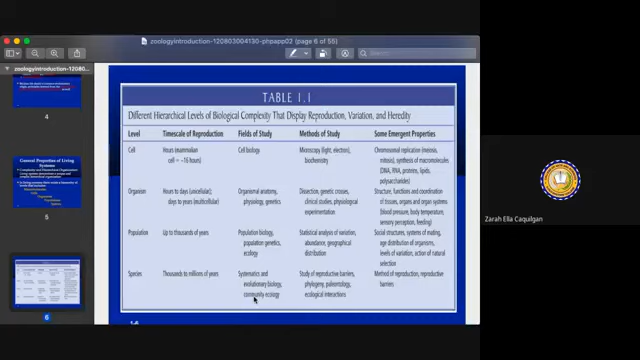 zoologyintroduction-120803004130-phpapp02 (page 6 of 55)
Search
zoologyintroduction-120803004130-phpa...
4
General Properties of Living
Systems
5
6
TABLE 1.1
Different Hierarchical Levels of Biological Complexity That Display Reproduction, Variation, and Heredity
Level Timescale of Reproduction Fields of Study Methods of Study Some Emergent Properties
Cell Hours (mammalian Cell biology Microscopy (light, electron), Chromosomal replication (meiosis,
cell = ~16 hours) biochemistry mitosis), synthesis of macromolecules
(DNA, RNA, proteins, lipids,
polysaccharides)
Organism Hours to days (unicellular); Organismal anatomy, Dissection, genetic crosses, Structure, functions and coordination
days to years (multicellular) physiology, genetics clinical studies, physiological of tissues, organs and organ systems
experimentation (blood pressure, body temperature,
sensory perception, feeding)
Population Up to thousands of years Population biology, Statistical analysis of variation, Social structures, systems of mating,
population genetics, abundance, geographical age distribution of organisms,
ecology distribution levels of variation, action of natural
selection
Species Thousands to millions of years Systematics and Study of reproductive barriers, Method of reproduction, reproductive
evolutionary biology, phylogeny, paleontology, barriers
community ecology ecological interactions
1-6
Zarah Ella Caquilgan